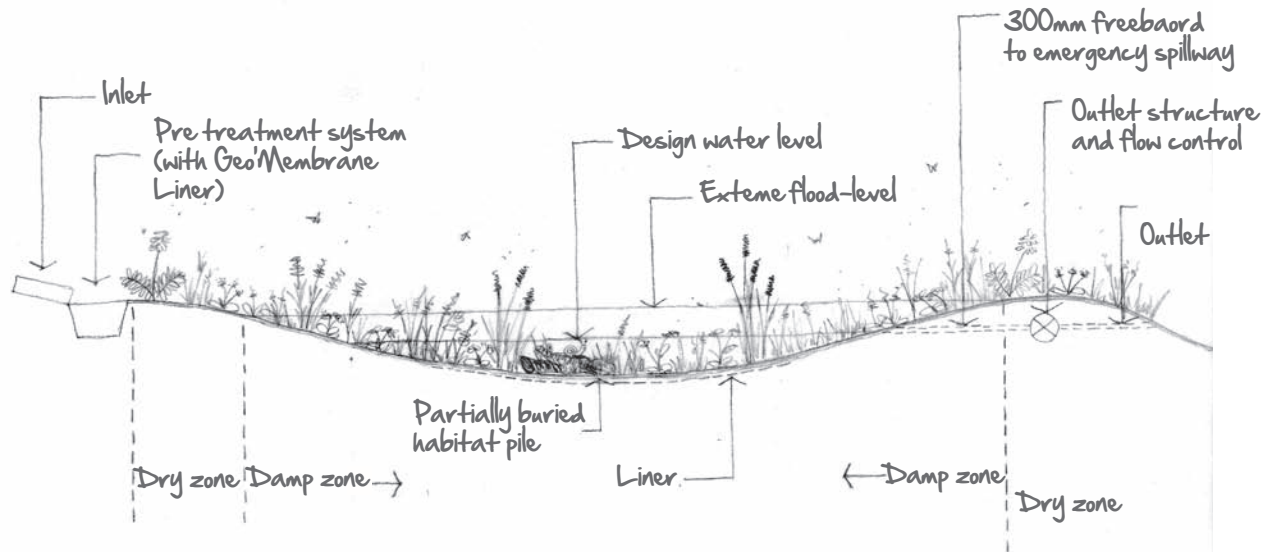 300mm freebaord
to emergency spillway
Inlet
Pre treatment system
(with Geo'Membrane
Liner)
Outlet structure
and flow control
Design water level
Exteme flood-level
Outlet
Partially buried
habitat pile
Dry zone
Damp zone
Liner
Damp zone
Dry zone